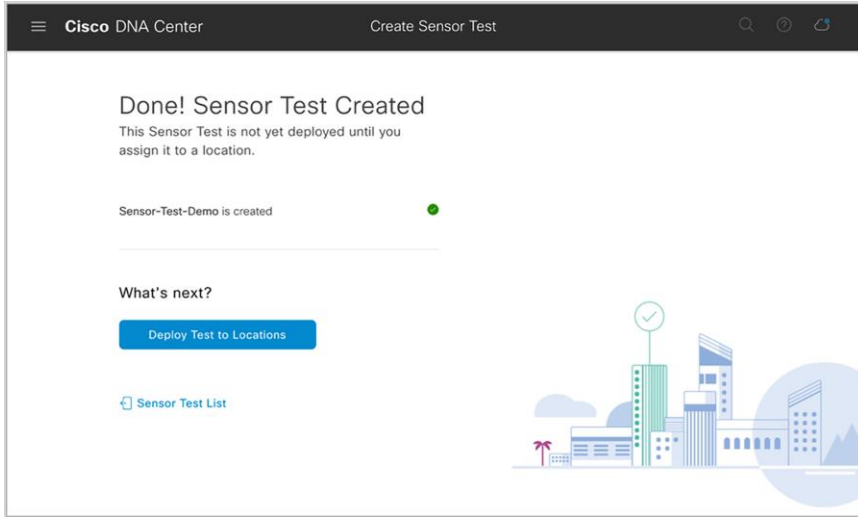 Cisco DNA Center
Create Sensor Test
Done! Sensor Test Created
This Sensor Test is not yet deployed until you
assign it to a location.
Sensor-Test-Demo is created
What's next?
Deploy Test to Locations
Sensor Test List